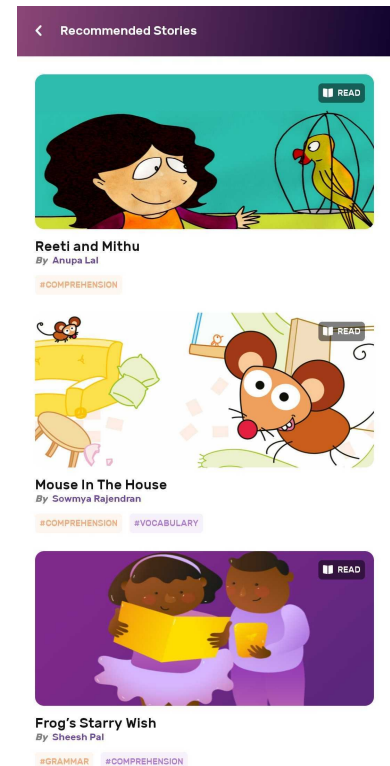 Recommended Stories
READ
Reeti and Mithu
By Anupa Lal
#COMPREHENSION
READ
Mouse In The House
By Sowmya Rajendran
#COMPREHENSION #VOCABULARY
READ
Frog's Starry Wish
By Sheesh Pal
#GRAMMAR #COMPREHENSION